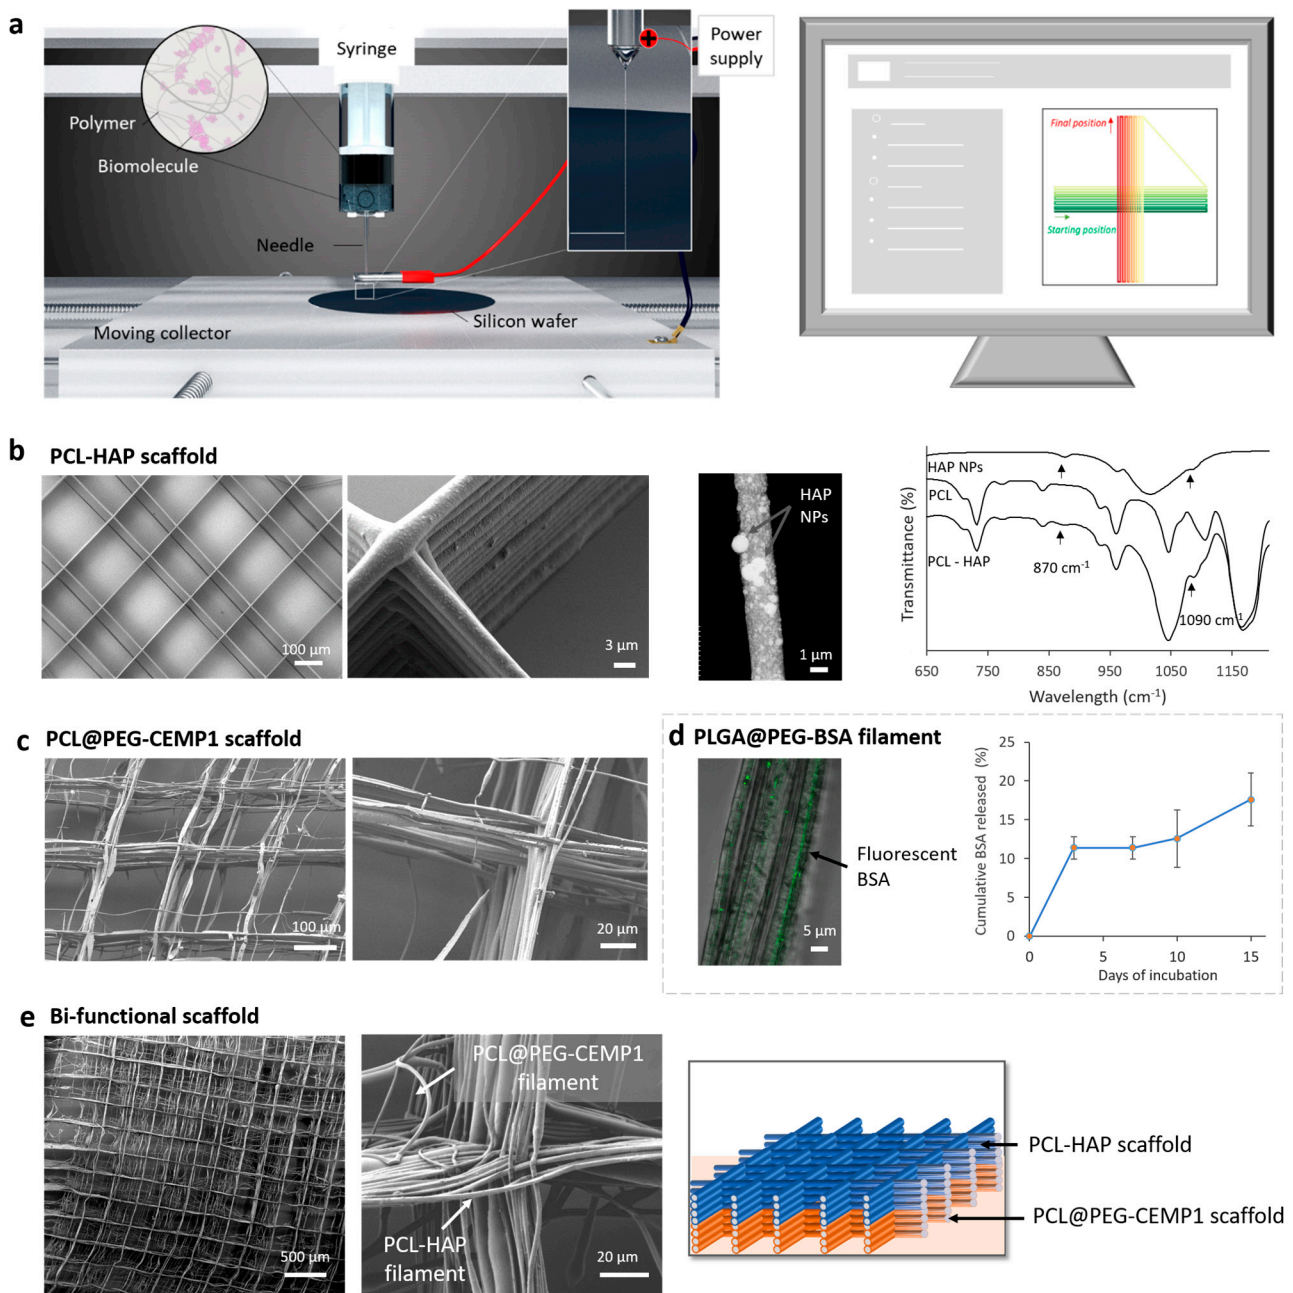 a
Syringe
Power
supply
Polymer
Biomolecule
Needle
Silicon wafer
Moving collector
Final position
Starting position
b
PCL-HAP scaffold
100 µm
3 µm
HAP
NPs
1 µm
Transmittance (%)
HAP NPs
PCL
PCL - HAP
870 cm-1
1090 cm-1
650
750
850
950
1050
1150
Wavelength (cm-1)
c
PCL@PEG-CEMP1 scaffold
100 µm
20 µm
d
PLGA@PEG-BSA filament
Fluorescent
BSA
5 µm
Cumulative BSA released (%)
25
20
15
10
5
0
0
5
10
15
Days of incubation
e
Bi-functional scaffold
500 µm
PCL@PEG-CEMP1
filament
PCL-HAP
filament
20 µm
PCL-HAP scaffold
PCL@PEG-CEMP1 scaffold